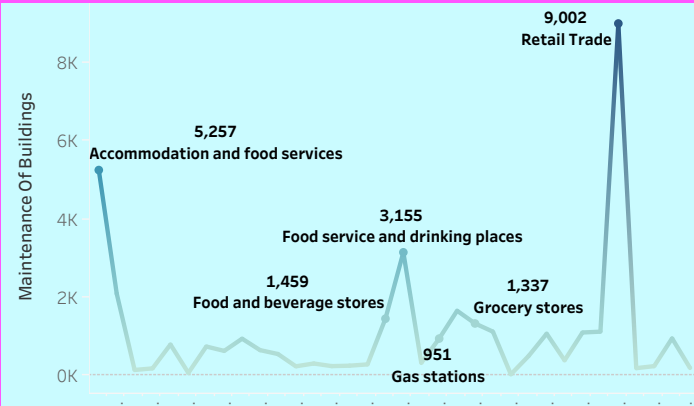 9,002
Retail Trade
8K
Maintenance Of Buildings
6K
5,257
Accommodation and food services
4K
3,155
Food service and drinking places
1,459
Food and beverage stores
1,337
Grocery stores
2K
951
Gas stations
0K